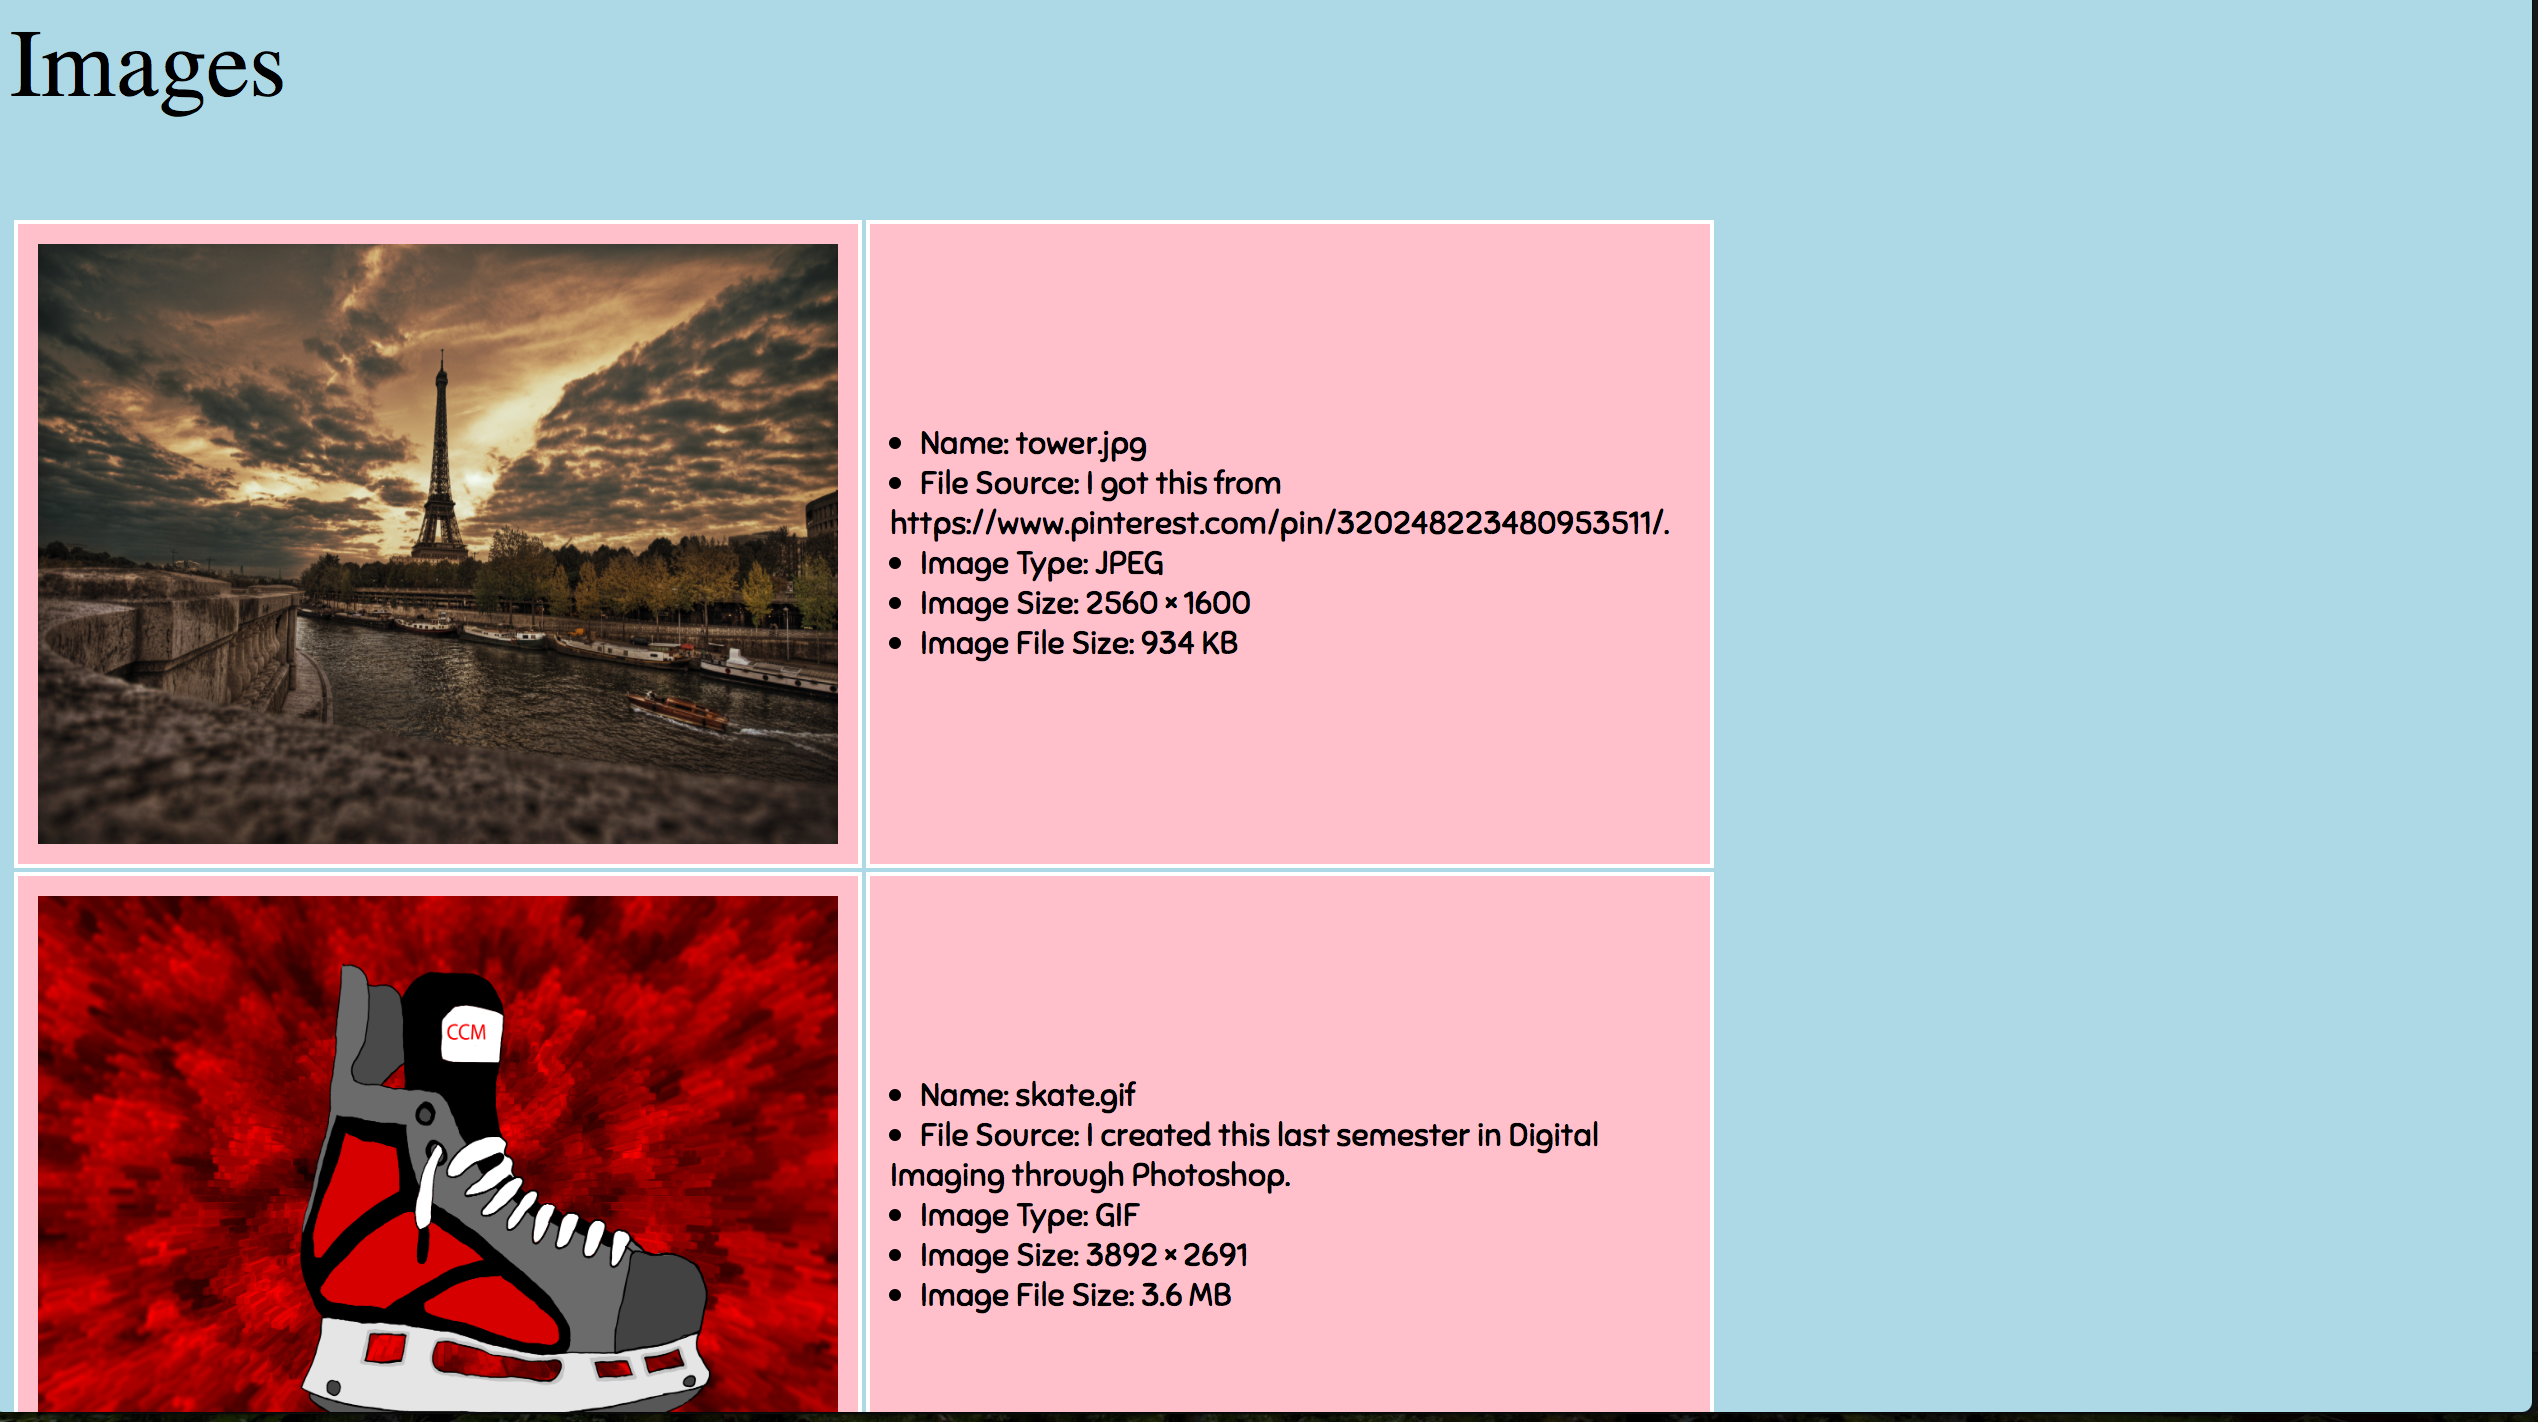 Images
• Name: tower.jpg
• File Source: I got this from
https://www.pinterest.com/pin/320248223480953511/.
• Image Type: JPEG
• Image Size: 2560 × 1600
• Image File Size: 934 KB
CCM
• Name: skate.gif
• File Source: I created this last semester in Digital
Imaging through Photoshop.
• Image Type: GIF
• Image Size: 3892 × 2691
• Image File Size: 3.6 MB